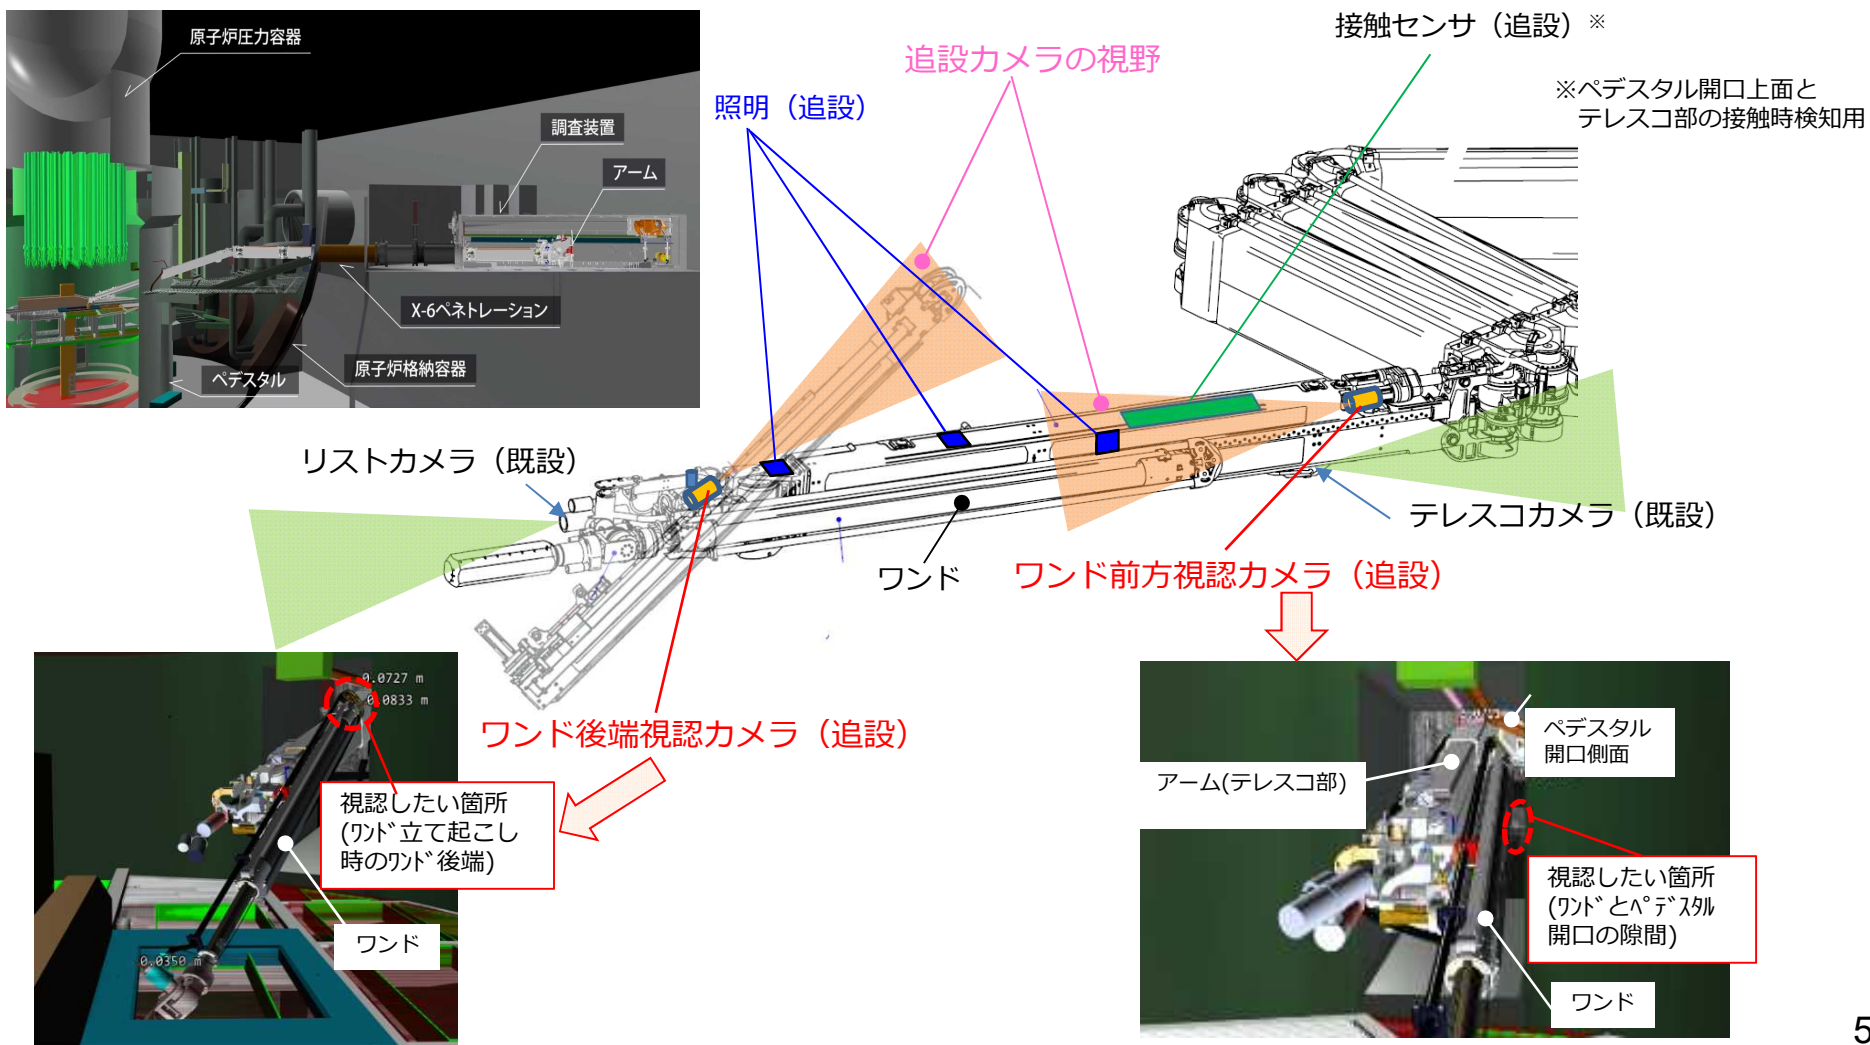 原子炉圧力容器
調査装置
アーム
X-6ペネトレーション
原子炉格納容器
ペデスタル
接触センサ（追設）※
※ペデスタル開口上面と
テレスコ部の接触時検知用
追設カメラの視野
照明（追設）
リストカメラ（既設）
テレスコカメラ（既設）
ワンド
ワンド前方視認カメラ（追設）
ワンド後端視認カメラ（追設）
0.0727 m
0.0833 m
視認したい箇所
(ﾜﾝﾄﾞ立て起こし
時のﾜﾝﾄﾞ後端)
ワンド
0.0350 m
ペデスタル
開口側面
アーム(テレスコ部)
視認したい箇所
(ﾜﾝﾄﾞとﾍﾟﾃﾞｽﾀﾙ
開口の隙間)
ワンド
5